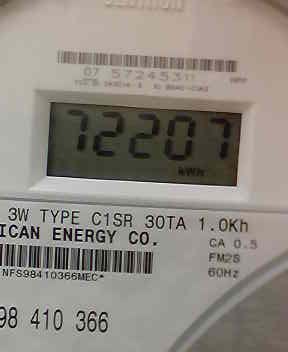 07 572453
72207
kWh
3W TYPE C1SR 30TA 1.0Kh
ICAN ENERGY CO.
CA 0.5
FM2S
60Hz
NFS98410366MEC*
98 410 366